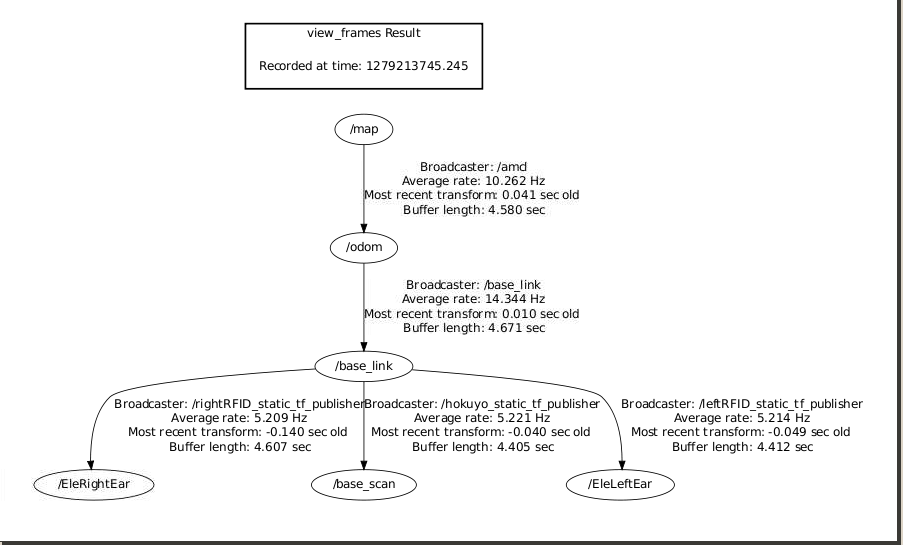 view_frames Result
Recorded at time: 1279213745.245
/map
Broadcaster: /amcl
Average rate: 10.262 Hz
Most recent transform: 0.041 sec old
Buffer length: 4.580 sec
/odom
Broadcaster: /base_link
Average rate: 14.344 Hz
Most recent transform: 0.010 sec old
Buffer length: 4.671 sec
/base_link
Broadcaster: /rightRFID_static_tf_publisher
Average rate: 5.209 Hz
Most recent transform: -0.140 sec old
Buffer length: 4.607 sec
Broadcaster: /hokuyo_static_tf_publisher
Average rate: 5.221 Hz
Most recent transform: -0.040 sec old
Buffer length: 4.405 sec
Broadcaster: /leftRFID_static_tf_publisher
Average rate: 5.214 Hz
Most recent transform: -0.049 sec old
Buffer length: 4.412 sec
/EleRightEar
/base_scan
/EleLeftEar